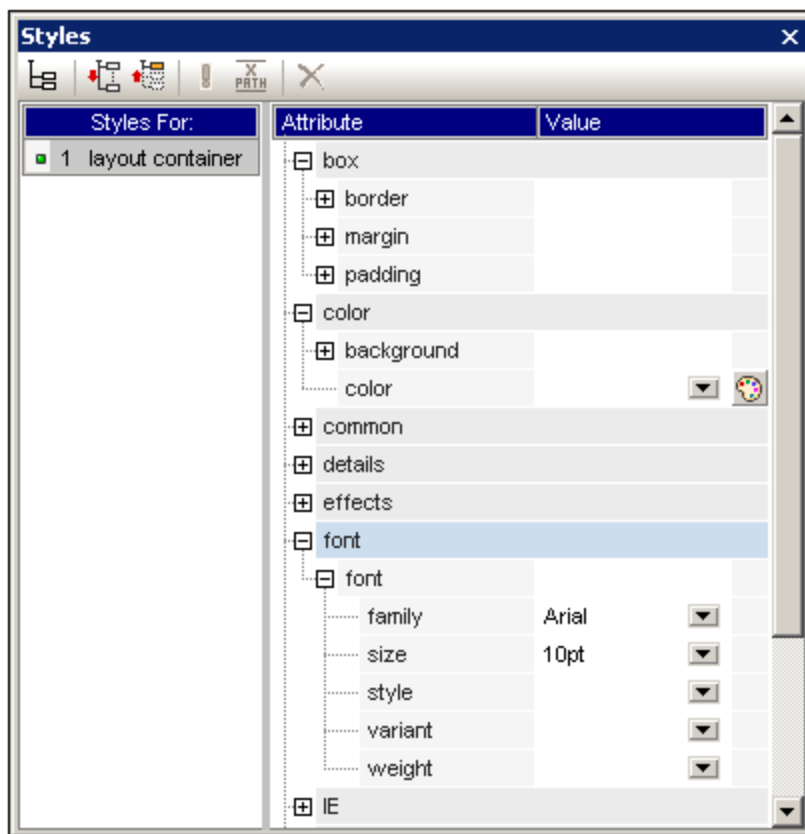 Styles
X
PATH
Styles For:
Attribute Value
1 layout container
box
border
margin
padding
color
background
color
common
details
effects
font
font
family Arial
size 10pt
style
variant
weight
IE